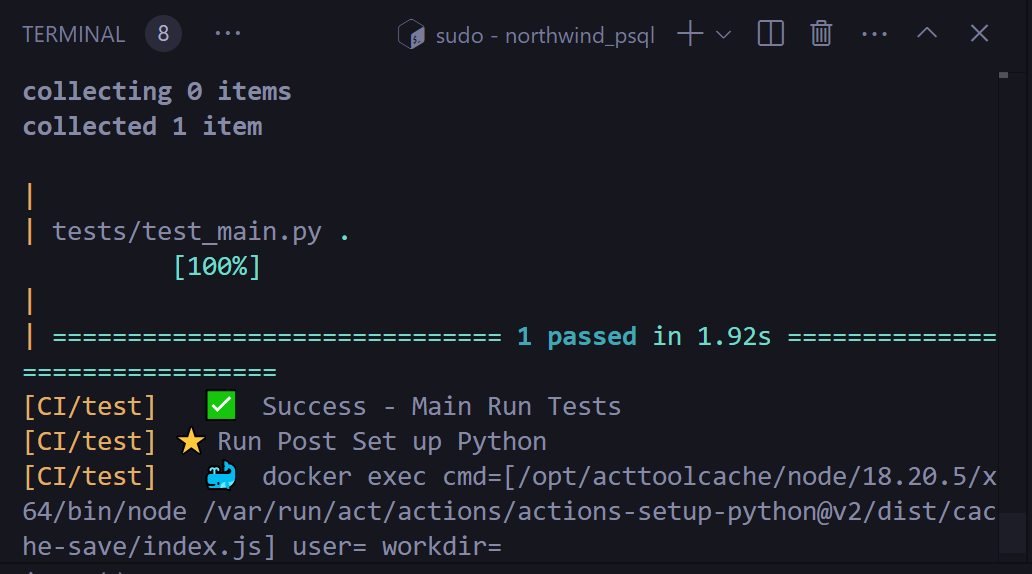 TERMINAL 8 ... sudo - northwind_psql ...
collecting 0 items
collected 1 item
|
| tests/test_main.py .
[100%]
|
| ============================== 1 passed in 1.92s ==============
=================
[CI/test] ✅ Success - Main Run Tests
[CI/test] ⭐ Run Post Set up Python
[CI/test] 🐳 docker exec cmd=[/opt/acttoolcache/node/18.20.5/x
64/bin/node /var/run/act/actions/actions-setup-python@v2/dist/cac
he-save/index.js] user= workdir=